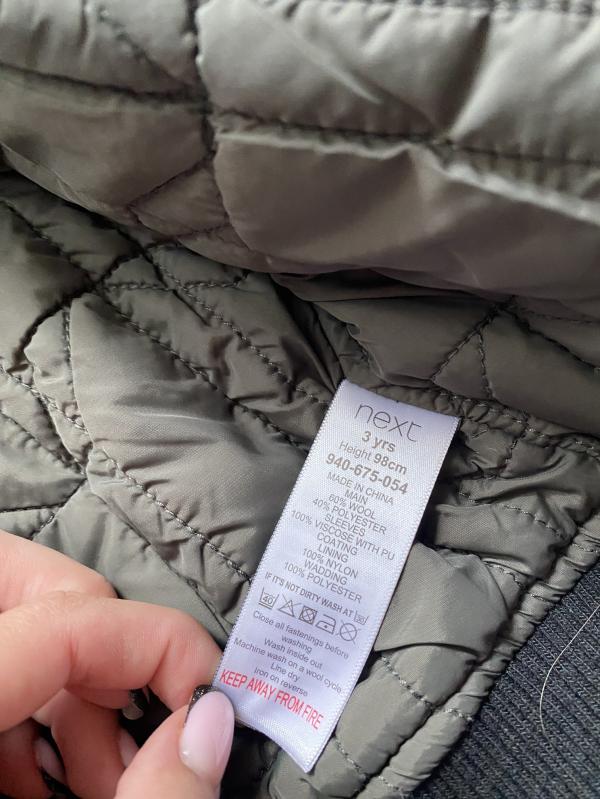 next
3 yrs
Height 98cm
940-675-054
MADE IN CHINA
MAIN
60% WOOL
40% POLYESTER
SLEEVES
100% VISCOSE WITH PU
COATING
LINING
100% NYLON
WADDING
100% POLYESTER
IF IT'S NOT DIRTY WASH AT 30
40
Close all fastenings before
washing
Wash inside out
Machine wash on a wool cycle
Line dry
Iron on reverse
KEEP AWAY FROM FIRE